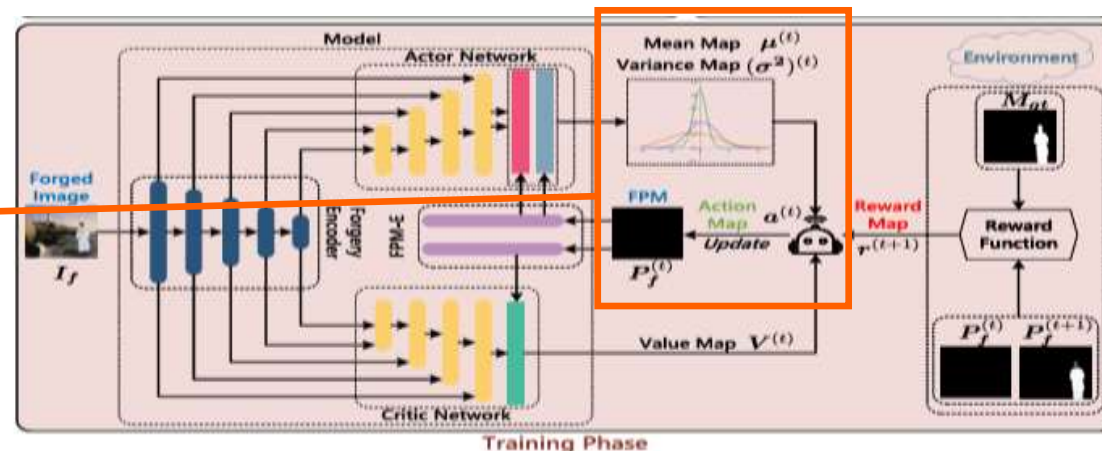 Model
Actor Network
Mean Map μ^(t)
Variance Map (σ²)^(t)
Environment
M_gt
Forged
Image
I_f
Forgery
Encoder
FPM-E
FPM
P_f^(t)
Action
Map
a^(t)
Update
Reward
Map
r^(t+1)
Reward
Function
P_f^(t)
P_f^(t+1)
Value Map V^(t)
Critic Network
Training Phase